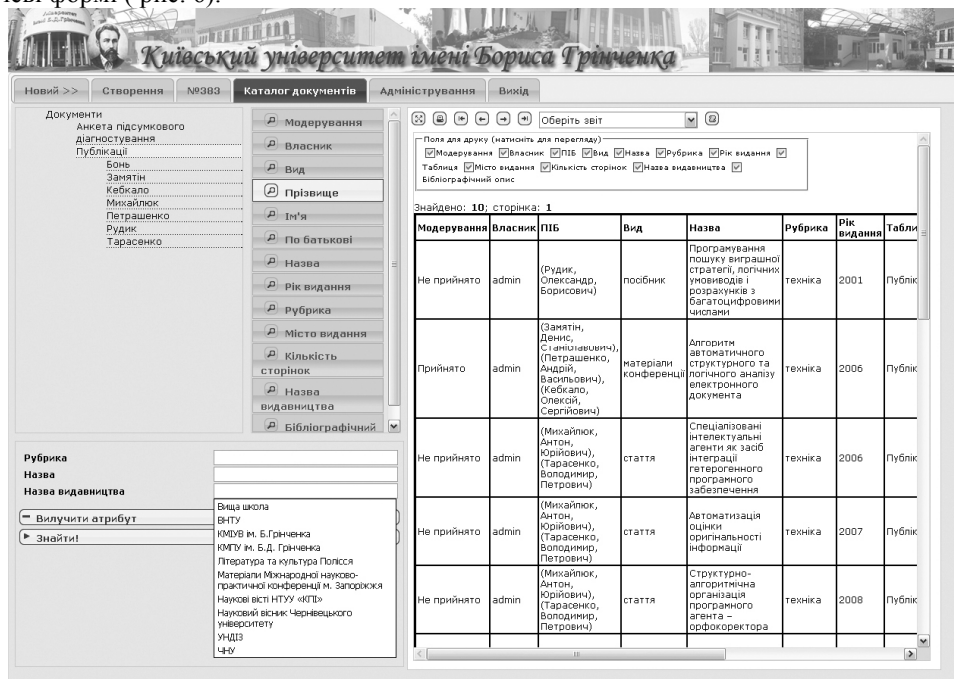 чеві формі ( рис. 6).
Київський університет імені Бориса Грінченка
Новий >> Створення №383 Каталог документів Адміністрування Вихід
Документи
Анкета підсумкового
діагностування
Публікації
Бонь
Замятін
Кебкало
Михайлюк
Петрашенко
Рудик
Тарасенко
Модерування
Власник
Вид
Прізвище
Ім'я
По батькові
Назва
Рік видання
Рубрика
Місто видання
Кількість
сторінок
Назва
видавництва
Бібліографічний
Рубрика
Назва
Назва видавництва
Вилучити атрибут
Знайти!
Вища школа
ВНТУ
КМІУВ ім. Б.Грінченка
КМПУ ім. Б.Д. Грінченка
Література та культура Полісся
Матеріали Міжнародної науково-
практичної конференції м. Запоріжжя
Наукові вісті НТУУ «КПІ»
Науковий вісник Чернівецького
університету
УНДІЗ
ЧНУ
Оберіть звіт
Поля для друку (натисніть для перегляду)
Модерування Власник ПІБ Вид Назва Рубрика Рік видання
Таблиця Місто видання Кількість сторінок Назва видавництва
Бібліографічний опис
Знайдено: 10; сторінка: 1
Модерування Власник ПІБ Вид Назва Рубрика Рік видання Табли
Не прийнято admin (Рудик, Олександр, Борисович) посібник Програмування пошуку виграшної стратегії, логічних умовиводів і розрахунків з багатоцифровими числами техніка 2001 Публік
Прийнято admin (Замятін, Денис, Станіславович), (Петрашенко, Андрій, Васильович), (Кебкало, Олексій, Сергійович) матеріали конференції Алгоритм автоматичного структурного та логічного аналізу електронного документа техніка 2006 Публік
Не прийнято admin (Михайлюк, Антон, Юрійович), (Тарасенко, Володимир, Петрович) стаття Спеціалізовані інтелектуальні агенти як засіб інтеграції гетерогенного програмного забезпечення техніка 2006 Публік
Не прийнято admin (Михайлюк, Антон, Юрійович), (Тарасенко, Володимир, Петрович) стаття Автоматизація оцінки оригінальності інформації техніка 2007 Публік
Не прийнято admin (Михайлюк, Антон, Юрійович), (Тарасенко, Володимир, Петрович) стаття Структурно-алгоритмічна організація програмного агента – орфокоректора техніка 2008 Публік